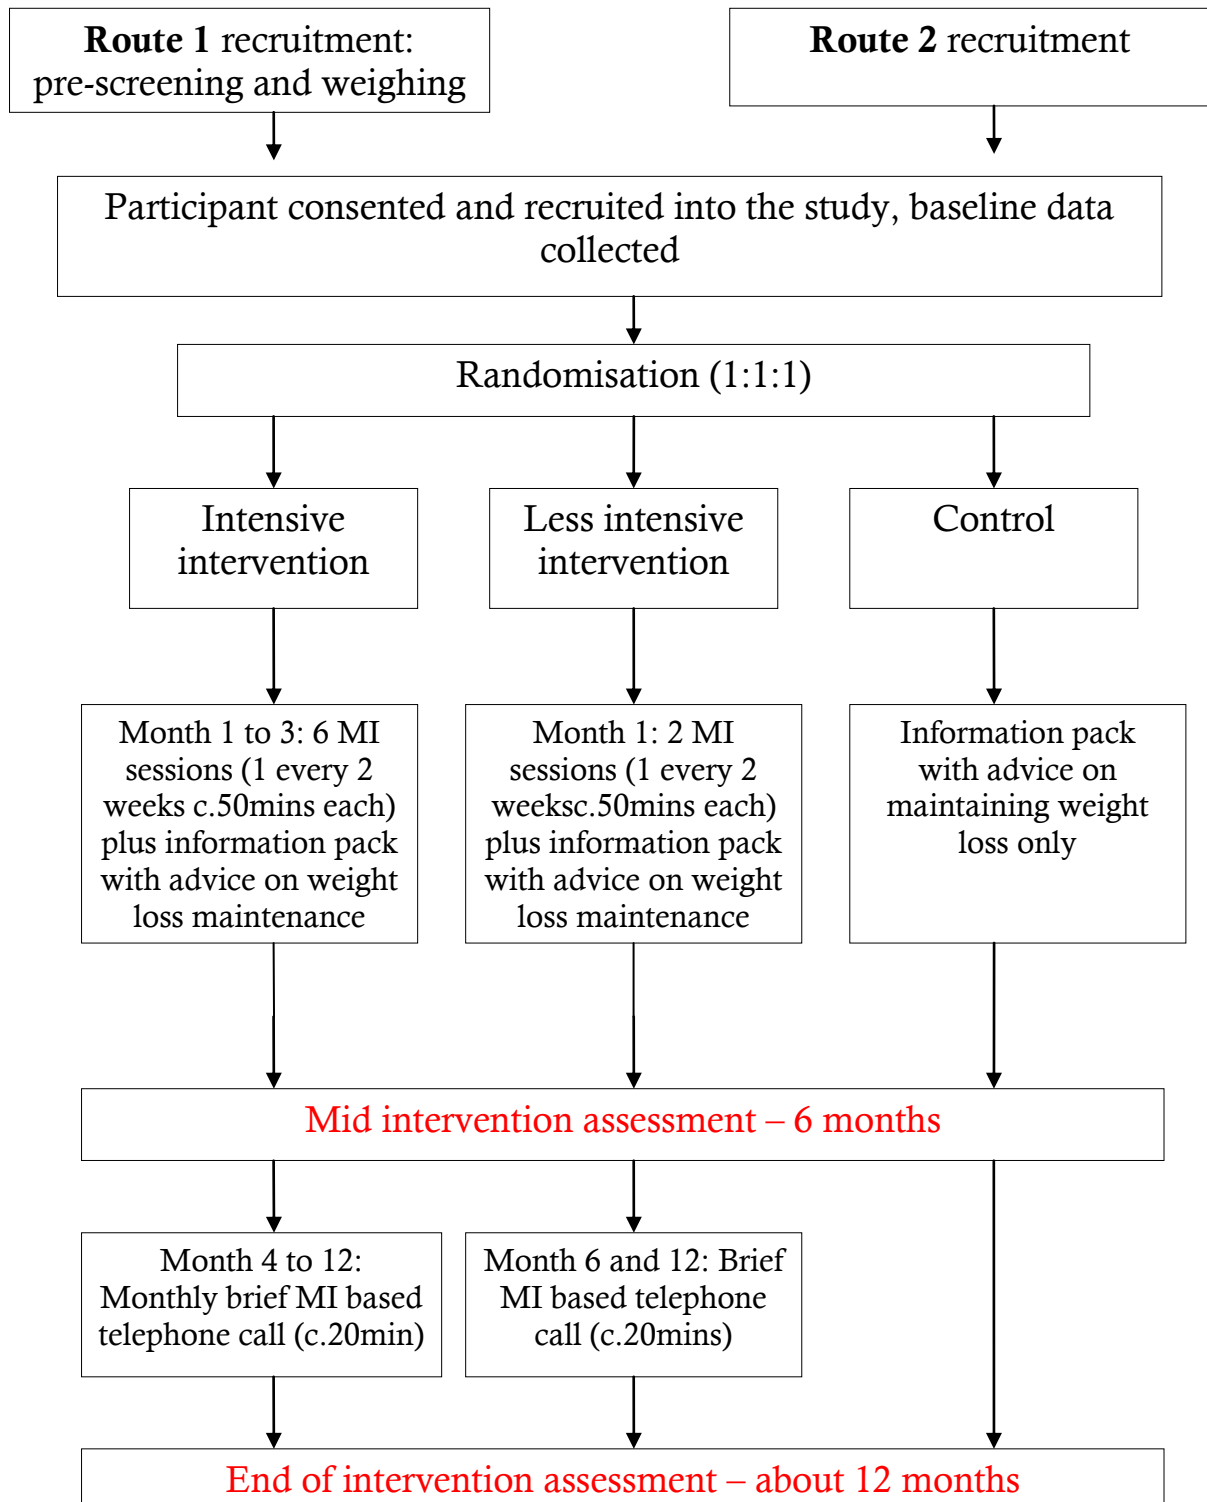 Route 1 recruitment:
pre-screening and weighing
Route 2 recruitment
Participant consented and recruited into the study, baseline data
collected
Randomisation (1:1:1)
Intensive
intervention
Less intensive
intervention
Control
Month 1 to 3: 6 MI
sessions (1 every 2
weeks c.50mins each)
plus information pack
with advice on weight
loss maintenance
Month 1: 2 MI
sessions (1 every 2
weeksc.50mins each)
plus information pack
with advice on weight
loss maintenance
Information pack
with advice on
maintaining weight
loss only
Mid intervention assessment – 6 months
Month 4 to 12:
Monthly brief MI based
telephone call (c.20min)
Month 6 and 12: Brief
MI based telephone
call (c.20mins)
End of intervention assessment – about 12 months